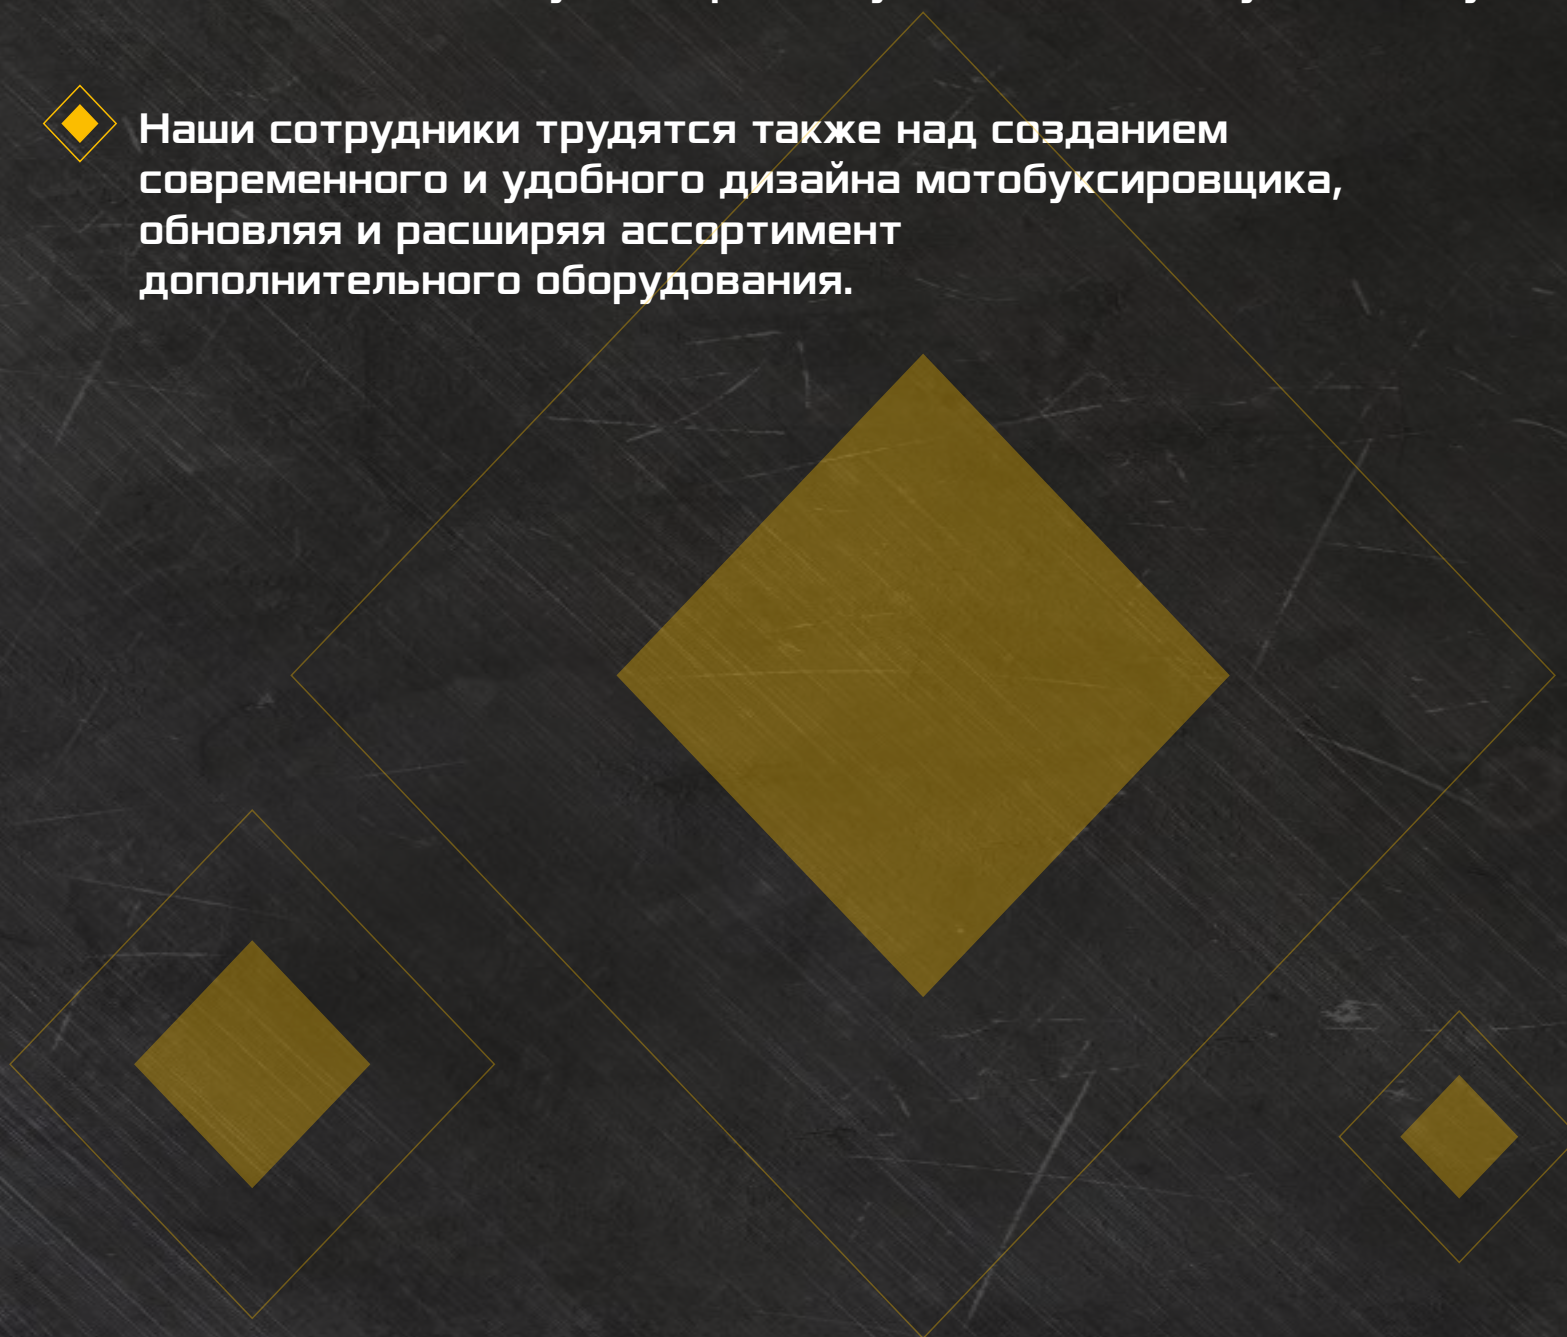 Наши сотрудники трудятся также над созданием
современного и удобного дизайна мотобуксировщика,
обновляя и расширяя ассортимент
дополнительного оборудования.